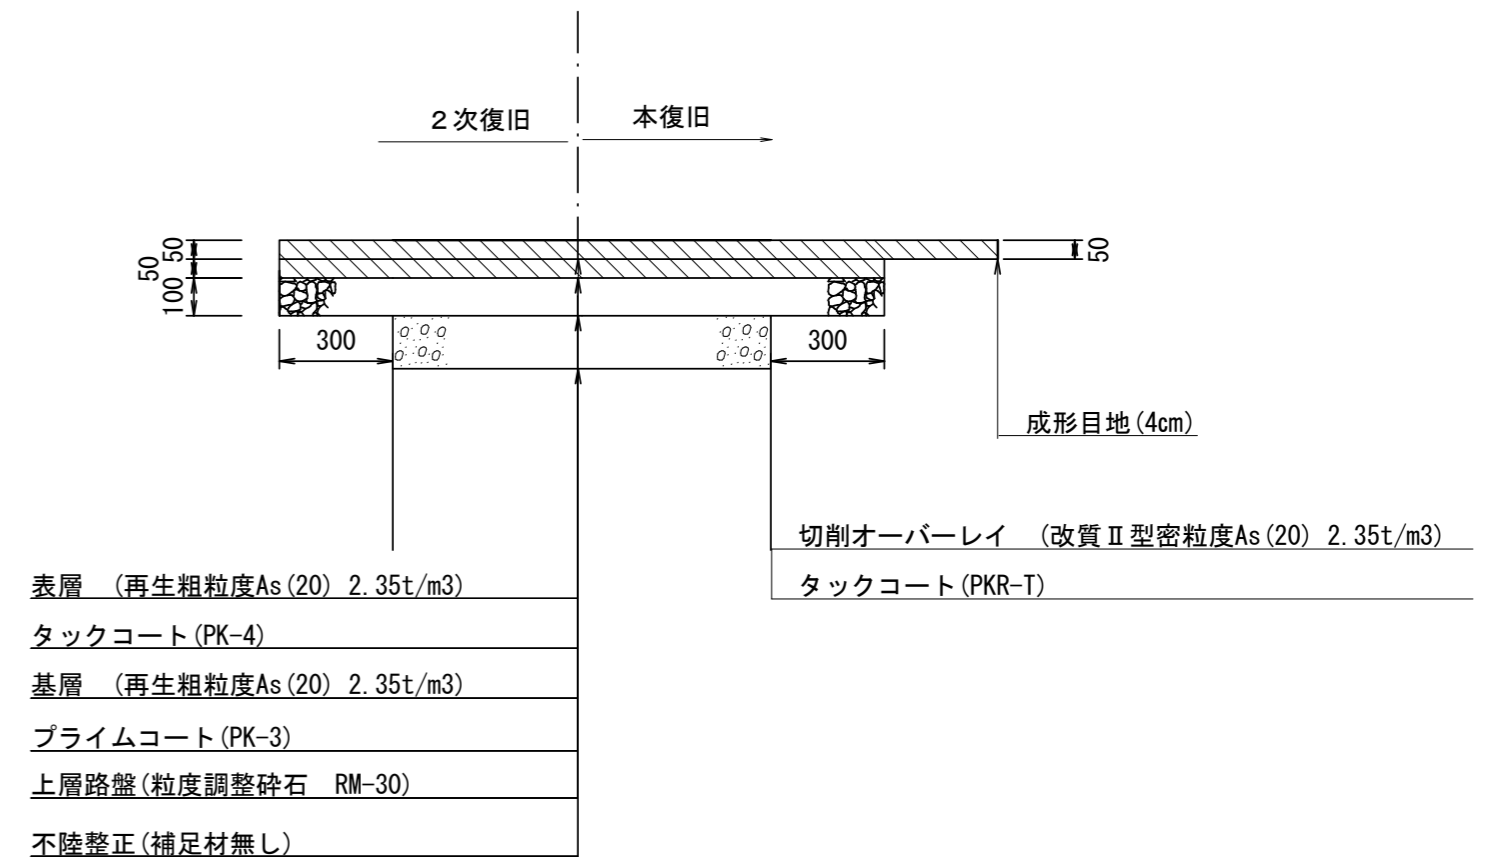 ２次復旧
本復旧
50
50
100
50
300
300
成形目地(4㎝)
切削オーバーレイ　(改質Ⅱ型密粒度As(20) 2.35t/m3)
タックコート(PKR-T)
表層　(再生粗粒度As(20) 2.35t/m3)
タックコート(PK-4)
基層　(再生粗粒度As(20) 2.35t/m3)
プライムコート(PK-3)
上層路盤(粒度調整砕石　RM-30)
不陸整正(補足材無し)